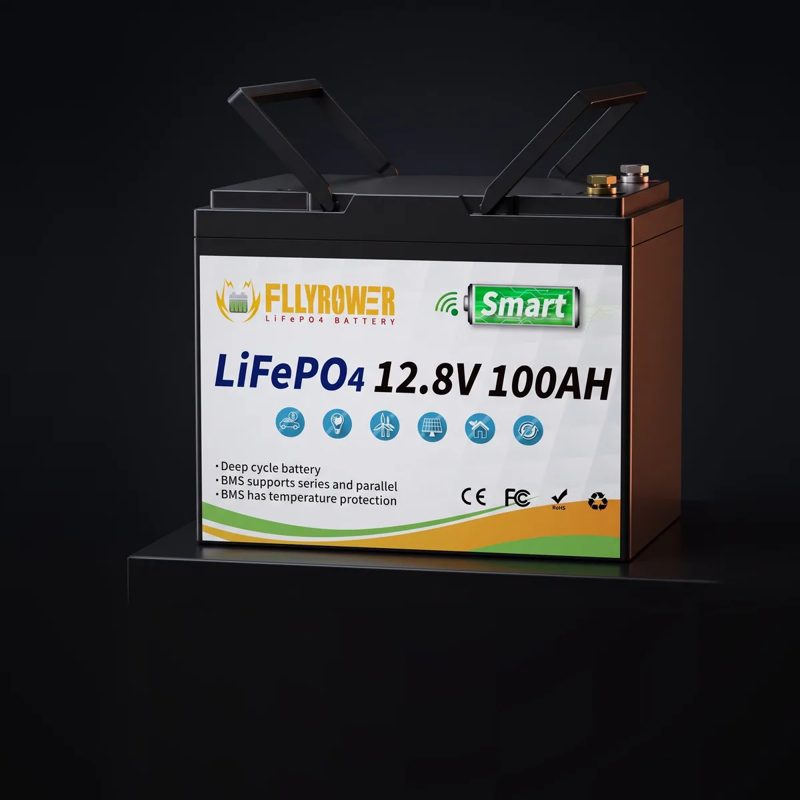 FLLYROWER
LiFePO4 BATTERY
Smart
LiFePO4 12.8V 100AH
• Deep cycle battery
• BMS supports series and parallel
• BMS has temperature protection
CE FC
RoHS